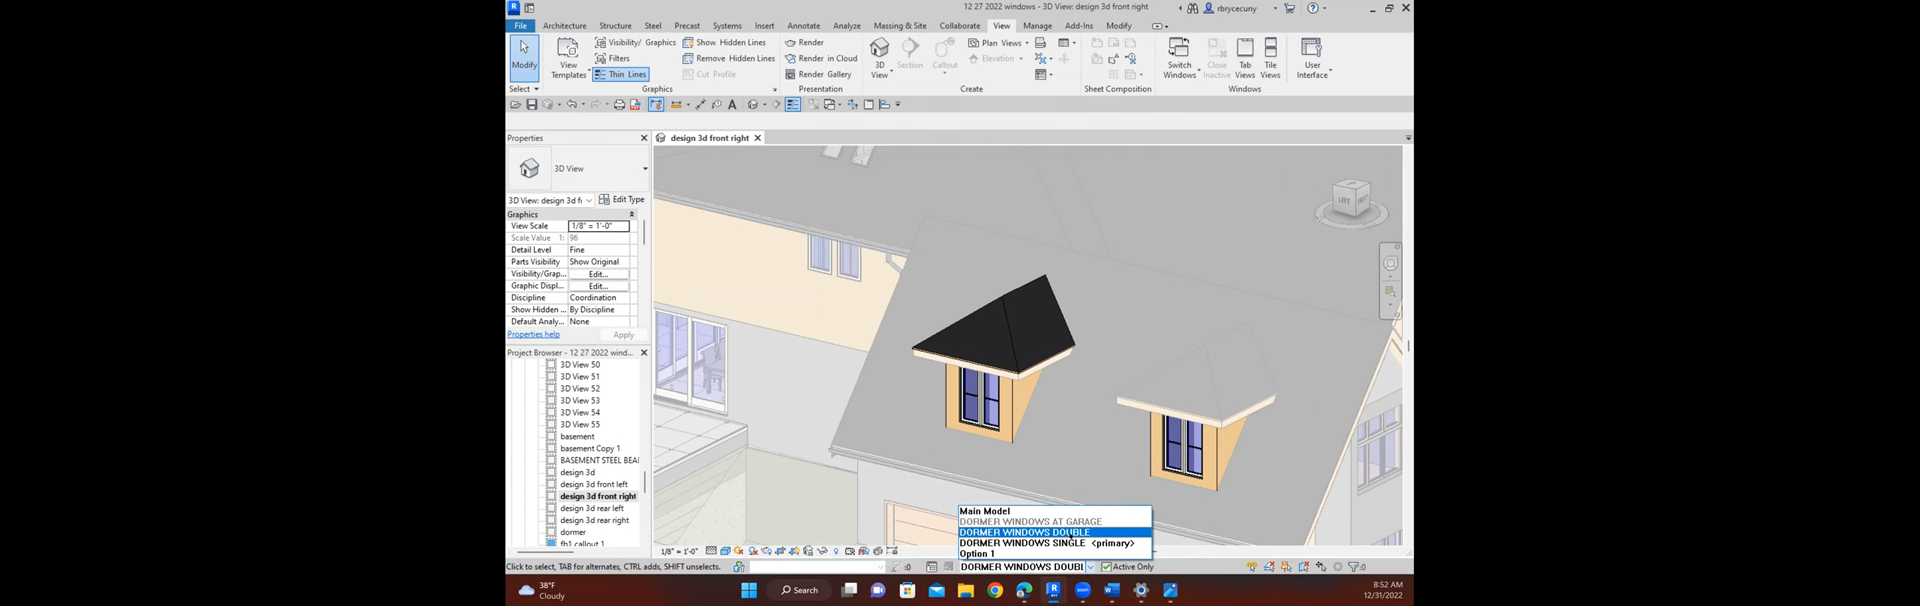 12 27 2022 windows - 3D View: design 3d front right
rbrycecuny
File Architecture Structure Steel Precast Systems Insert Annotate Analyze Massing & Site Collaborate View Manage Add-Ins Modify
Modify
View Templates
Visibility/ Graphics
Filters
Thin Lines
Show Hidden Lines
Remove Hidden Lines
Cut Profile
Render
Render in Cloud
Render Gallery
3D View
Section
Callout
Plan Views
Elevation
Switch Windows
Close Inactive
Tab Views
Tile Views
User Interface
Select Graphics Presentation Create Sheet Composition Windows
Properties
design 3d front right
3D View
3D View: design 3d fr
Edit Type
Graphics
View Scale 1/8" = 1'-0"
Scale Value 1: 96
Detail Level Fine
Parts Visibility Show Original
Visibility/Grap... Edit...
Graphic Displ... Edit...
Discipline Coordination
Show Hidden ... By Discipline
Default Analy... None
Properties help Apply
Project Browser - 12 27 2022 wind...
3D View 50
3D View 51
3D View 52
3D View 53
3D View 54
3D View 55
basement
basement Copy 1
BASEMENT STEEL BEA
design 3d
design 3d front left
design 3d front right
design 3d rear left
design 3d rear right
dormer
fb1 callout 1
LEFT
Main Model
DORMER WINDOWS AT GARAGE
DORMER WINDOWS DOUBLE
DORMER WINDOWS SINGLE <primary>
Option 1
1/8" = 1'-0"
Click to select, TAB for alternates, CTRL adds, SHIFT unselects.
:0
DORMER WINDOWS DOUBL
Active Only
:0
38°F
Cloudy
Search
8:52 AM
12/31/2022